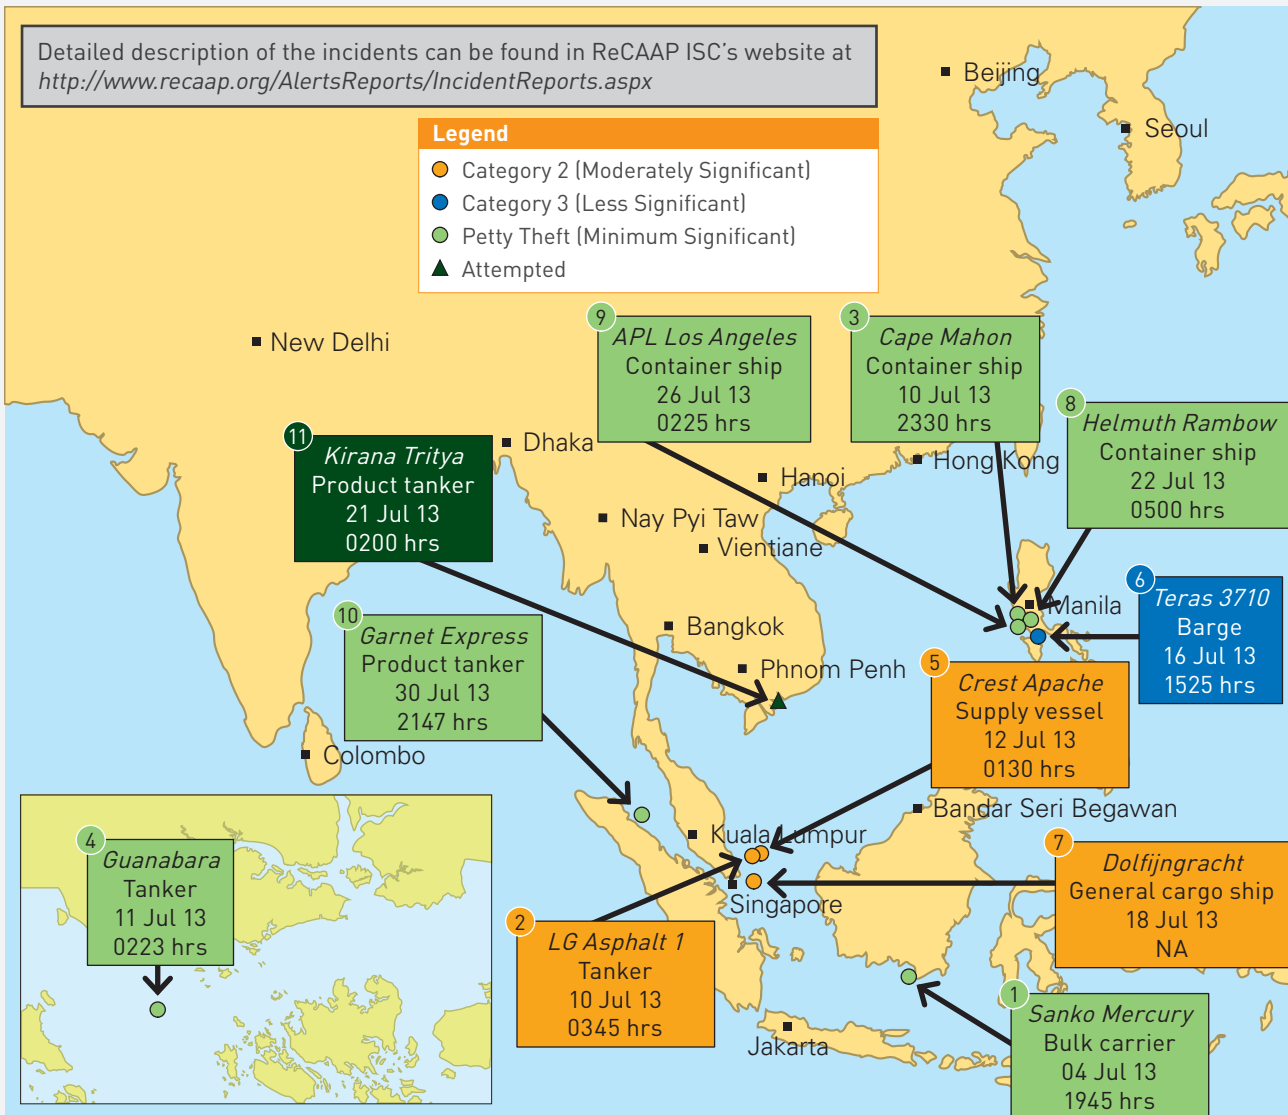 Detailed description of the incidents can be found in ReCAAP ISC's website at
http://www.recaap.org/AlertsReports/IncidentReports.aspx
Legend
Category 2 (Moderately Significant)
Category 3 (Less Significant)
Petty Theft (Minimum Significant)
Attempted
Beijing
Seoul
New Delhi
9
APL Los Angeles
Container ship
26 Jul 13
0225 hrs
3
Cape Mahon
Container ship
10 Jul 13
2330 hrs
8
Helmuth Rambow
Container ship
22 Jul 13
0500 hrs
11
Kirana Tritya
Product tanker
21 Jul 13
0200 hrs
Dhaka
Hanoi
Hong Kong
Nay Pyi Taw
Vientiane
Manila
6
Teras 3710
Barge
16 Jul 13
1525 hrs
10
Garnet Express
Product tanker
30 Jul 13
2147 hrs
Bangkok
Phnom Penh
5
Crest Apache
Supply vessel
12 Jul 13
0130 hrs
Colombo
Bandar Seri Begawan
Kuala Lumpur
4
Guanabara
Tanker
11 Jul 13
0223 hrs
7
Dolfijngracht
General cargo ship
18 Jul 13
NA
Singapore
2
LG Asphalt 1
Tanker
10 Jul 13
0345 hrs
1
Sanko Mercury
Bulk carrier
04 Jul 13
1945 hrs
Jakarta